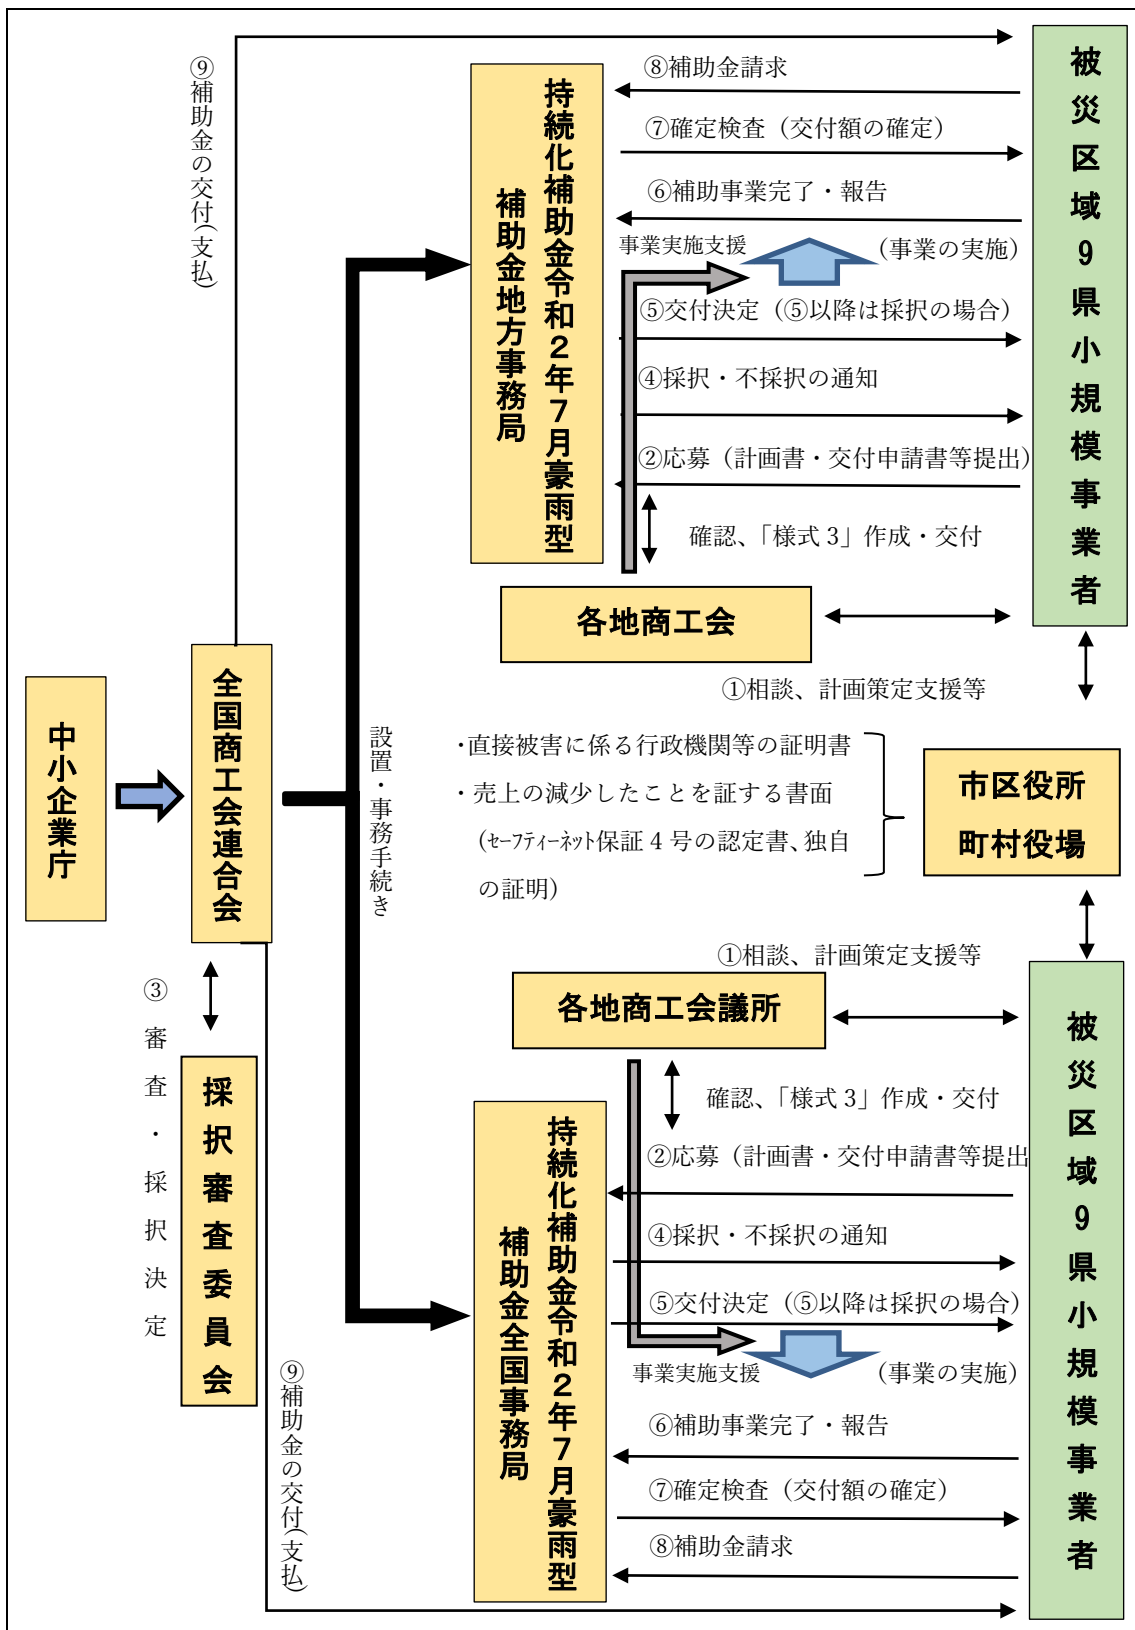 ⑨補助金の交付(支払)
持続化補助金令和２年７月豪雨型
補助金地方事務局
⑧補助金請求
⑦確定検査（交付額の確定）
⑥補助事業完了・報告
事業実施支援
(事業の実施)
⑤交付決定（⑤以降は採択の場合）
④採択・不採択の通知
②応募（計画書・交付申請書等提出）
確認、「様式３」作成・交付
被災区域９県小規模事業者
各地商工会
①相談、計画策定支援等
中小企業庁
全国商工会連合会
設置・事務手続き
・直接被害に係る行政機関等の証明書
・売上の減少したことを証する書面
(ｾｰﾌﾃｨｰﾈｯﾄ保証４号の認定書、独自
の証明)
市区役所
町村役場
③審査・採択決定
採択審査委員会
①相談、計画策定支援等
各地商工会議所
確認、「様式３」作成・交付
②応募（計画書・交付申請書等提出
④採択・不採択の通知
⑤交付決定（⑤以降は採択の場合）
事業実施支援
(事業の実施)
⑥補助事業完了・報告
⑦確定検査（交付額の確定）
⑧補助金請求
持続化補助金令和２年７月豪雨型
補助金全国事務局
被災区域９県小規模事業者
⑨補助金の交付(支払)